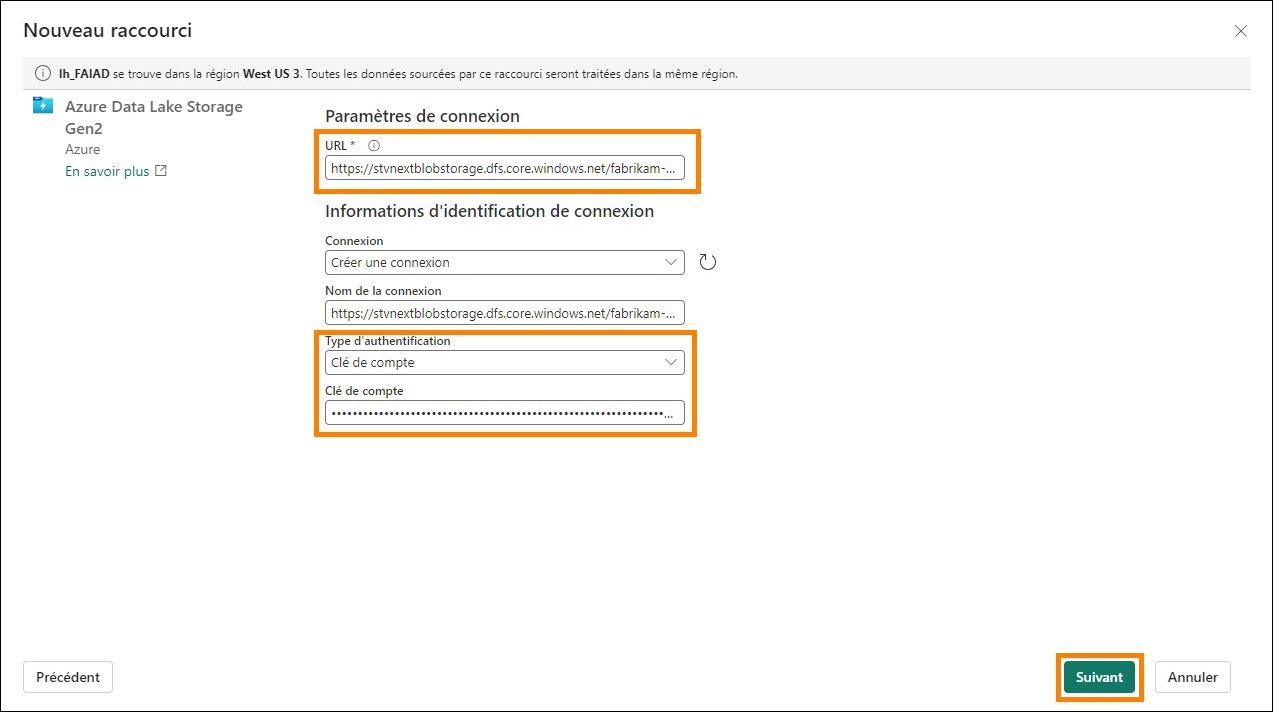 Nouveau raccourci
lh_FAIAD se trouve dans la région West US 3. Toutes les données sourcées par ce raccourci seront traitées dans la même région.
Azure Data Lake Storage
Gen2
Azure
En savoir plus
Paramètres de connexion
URL *
https://stvnextblobstorage.dfs.core.windows.net/fabrikam-...
Informations d'identification de connexion
Connexion
Créer une connexion
Nom de la connexion
https://stvnextblobstorage.dfs.core.windows.net/fabrikam-...
Type d'authentification
Clé de compte
Clé de compte
Précédent
Suivant
Annuler